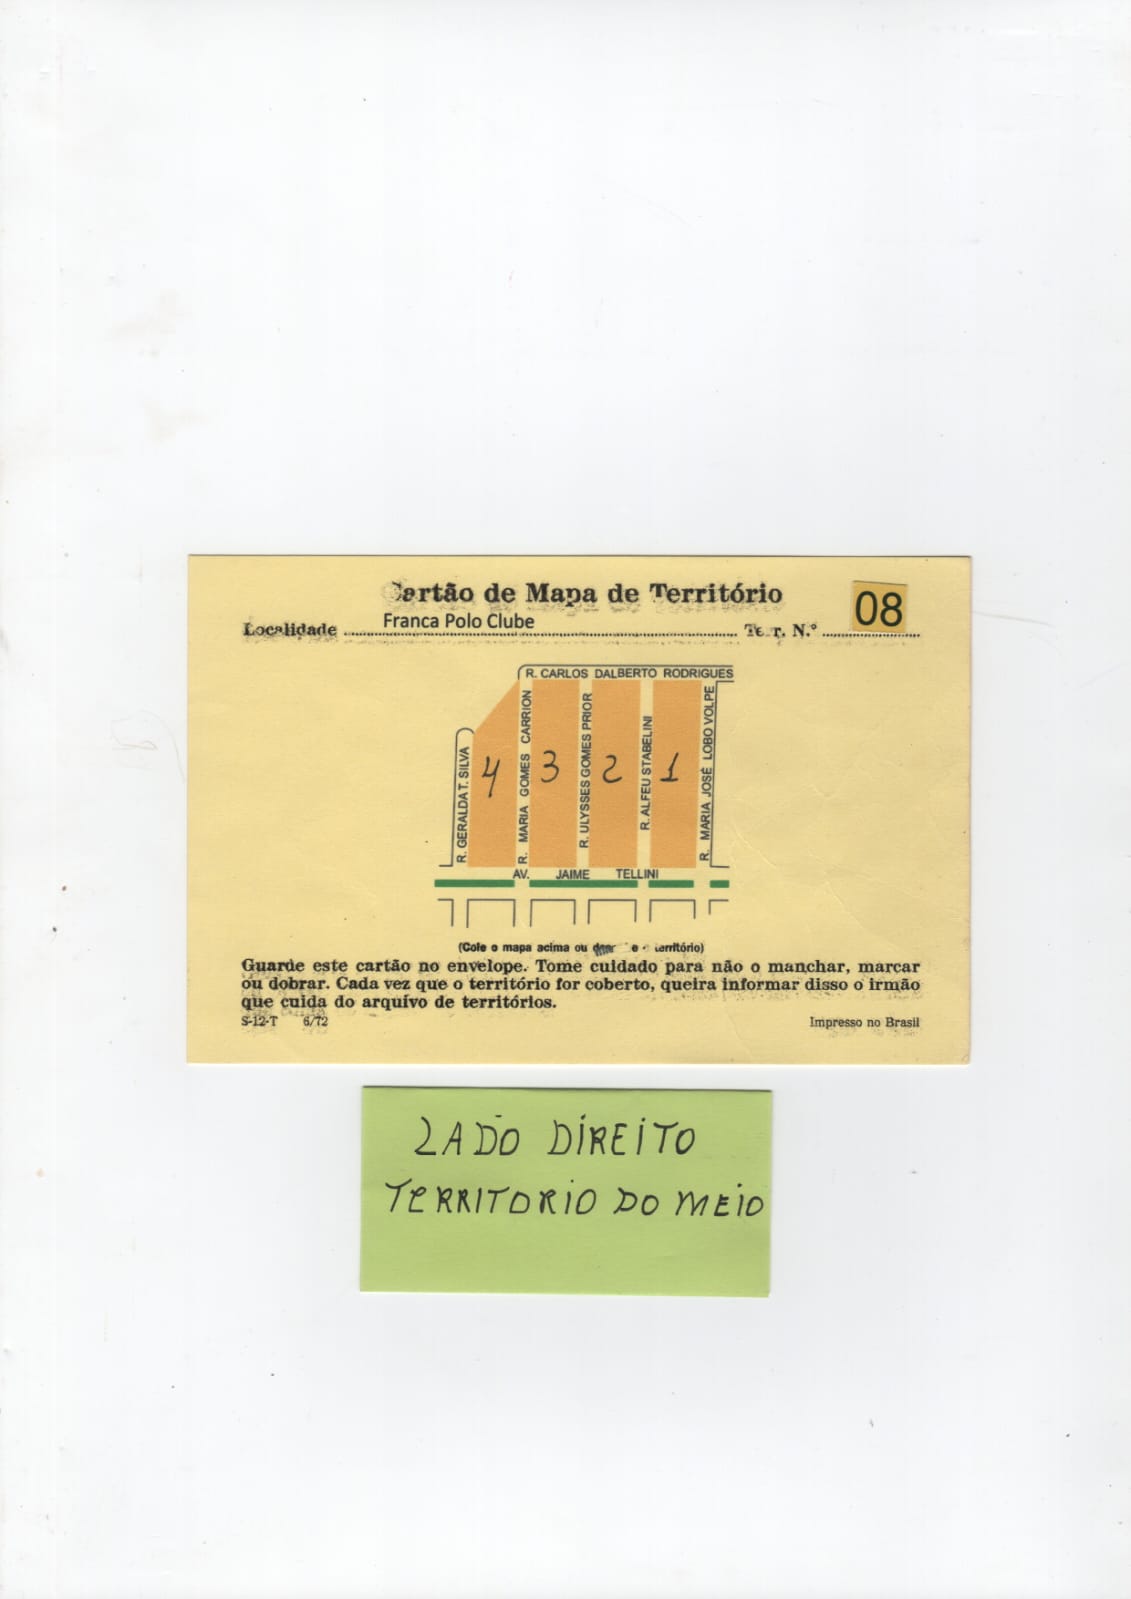 Cartão de Mapa de Território
08
Localidade Franca Polo Clube Terr. N.º
R. CARLOS DALBERTO RODRIGUES
R. GERALDA T. SILVA
4
R. MARIA GOMES CARRION
3
R. ULYSSES GOMES PRIOR
2
R. ALFEU STABELINI
1
R. MARIA JOSÉ LOBO VOLPE
AV. JAIME TELLINI
(Cole o mapa acima ou e território)
Guarde este cartão no envelope. Tome cuidado para não o manchar, marcar
ou dobrar. Cada vez que o território for coberto, queira informar disso o irmão
que cuida do arquivo de territórios.
S-12-T 6/72 Impresso no Brasil
LADO DIREITO
TERRITORIO DO MEIO